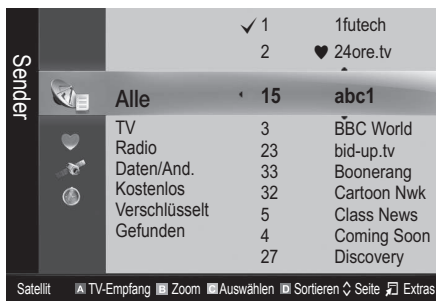 Sender
✓ 1 1futech
2 ♥ 24ore.tv
Alle 15 abc1
TV 3 BBC World
Radio 23 bid-up.tv
Daten/And. 33 Boonerang
Kostenlos 32 Cartoon Nwk
Verschlüsselt 5 Class News
Gefunden 4 Coming Soon
27 Discovery
Satellit A TV-Empfang B Zoom C Auswählen D Sortieren Seite Extras